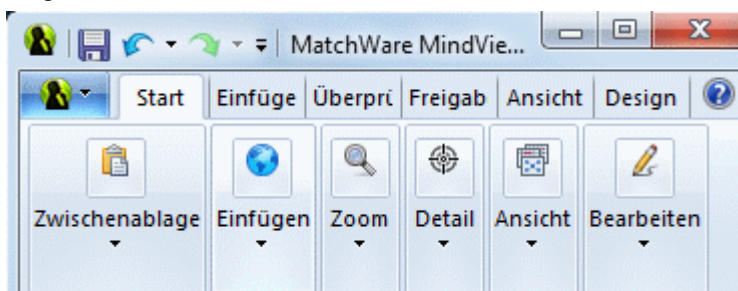 MatchWare MindVie...
Start Einfüge Überprü Freigab Ansicht Design
Zwischenablage Einfügen Zoom Detail Ansicht Bearbeiten